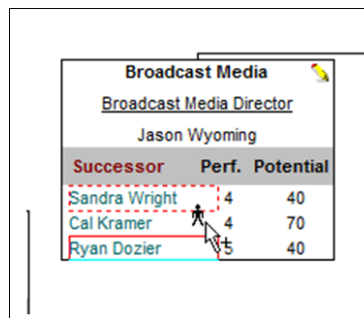 Broadcast Media
Broadcast Media Director
Jason Wyoming
Successor Perf. Potential
Sandra Wright 4 40
Cal Kramer 4 70
Ryan Dozier 5 40